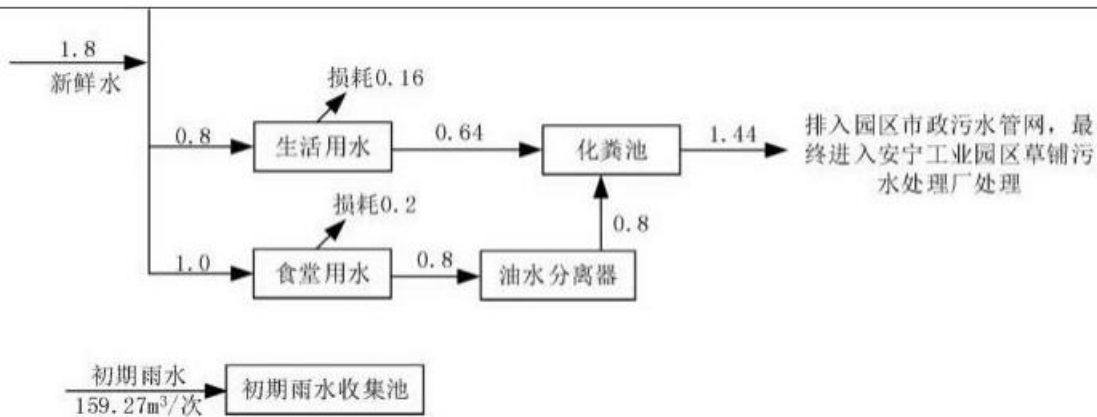 1.8
新鲜水
损耗0.16
0.8
生活用水
0.64
化粪池
1.44
排入园区市政污水管网，最
终进入安宁工业园区草铺污
水处理厂处理
损耗0.2
0.8
1.0
食堂用水
0.8
油水分离器
初期雨水
159.27m³/次
初期雨水收集池